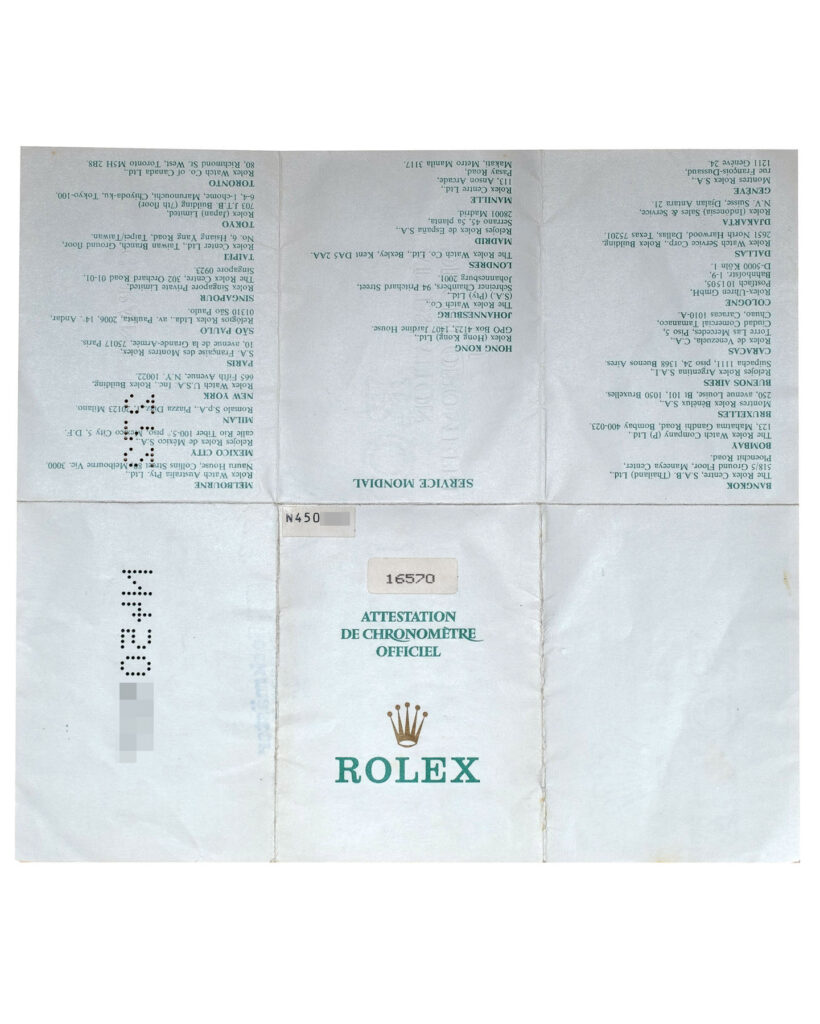 BANGKOK
The Rolex Centre, S.A.B. (Thailand) Ltd.,
518/5 Ground Floor, Maneeya Center,
Ploenchit Road.
BOMBAY
The Rolex Watch Company (P) Ltd.,
123, Mahatma Gandhi Road, Bombay 400-023.
BRUXELLES
Montres Rolex Bénélux S.A.,
250, avenue Louise, B. 101, 1050 Bruxelles.
BUENOS AIRES
Relojes Rolex Argentina S.A.I.,
Suipacha 1111, piso 24, 1368 Buenos Aires.
CARACAS
Rolex de Venezuela, C.A.,
Torre Las Mercedes, Piso 5,
Ciudad Comercial Tamanaco,
Chuao, Caracas 1010-A.
COLOGNE
Rolex-Uhren GmbH,
Postfach 10 15 05,
Bahnhofstr. 1-9,
D-5000 Köln 1.
DALLAS
Rolex Watch Service Corp., Rolex Building,
2651 North Harwood, Dallas, Texas 75201.
DJAKARTA
Rolex (Indonesia) Sales & Service,
N.V. Suisse, Djalan Antara 21.
GENÈVE
Montres Rolex S.A.,
rue François-Dussaud,
1211 Genève 24.
SERVICE MONDIAL
HONG KONG
Rolex (Hong Kong) Ltd.,
GPO Box 4123, 1407 Jardine House.
JOHANNESBURG
The Rolex Watch Co.,
(S.A.) (Pty) Ltd.,
Schreiner Chambers, 94 Pritchard Street,
Johannesburg 2001.
LONDRES
The Rolex Watch Co., Ltd., Bexley, Kent DA5 2AA.
MADRID
Relojes Rolex de España S.A.,
Serrano 45, 5a planta,
28001 Madrid.
MANILLE
Rolex Centre Ltd.,
113, Anson Arcade,
Pasay Road,
Makati, Metro Manila 3117.
MELBOURNE
Rolex Watch Australia Pty. Ltd.,
Nauru House, Collins Street 80, Melbourne Vic. 3000.
MEXICO CITY
Relojes Rolex de México S.A.,
calle Rio Tiber 100-5.° piso, Mexico City 5, D.F.
MILAN
Romalo S.p.A., Piazza 20123 Milano.
NEW YORK
Rolex Watch U.S.A. Inc., Rolex Building,
665 Fifth Avenue, N.Y. 10022.
PARIS
S.A. Française des Montres Rolex,
10, avenue de la Grande-Armée, 75017 Paris.
SÃO PAULO
Relogios Rolex Ltda., av. Paulista, 2006, 14°. Andar,
01310 São Paulo.
SINGAPOUR
Rolex Singapore Private Limited,
The Rolex Centre, 302 Orchard Road 01-01,
Singapore 0923
TAIPEI
Rolex Center Ltd., Taiwan Branch, Ground floor,
No. 6, Hsiang Yang Road, Taipei/Taiwan.
TOKYO
Rolex (Japan) Limited,
703 J.T.B. Building (7th floor)
6-4, 1-chome, Marunouchi, Chiyoda-ku, Tokyo-100.
TORONTO
Rolex Watch Co. of Canada Ltd.,
80, Richmond St. West, Toronto M5H 2B8.
N450
N450
16570
ATTESTATION
DE CHRONOMÈTRE
OFFICIEL
ROLEX